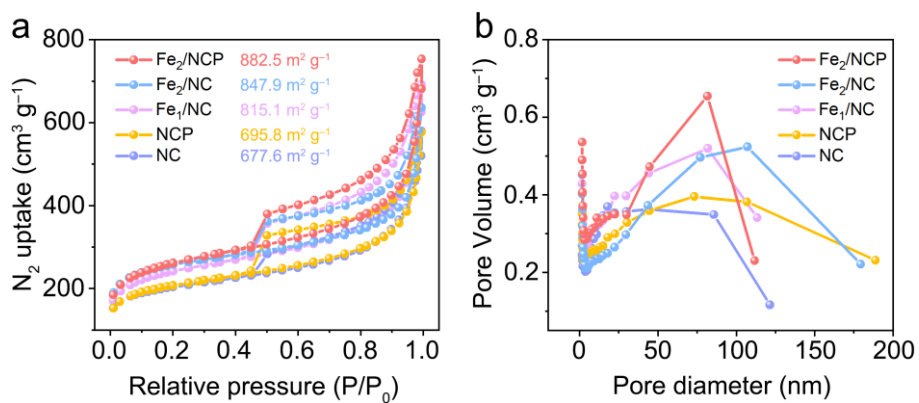 a
800
600
400
200
N₂ uptake (cm³ g⁻¹)
Fe₂/NCP 882.5 m² g⁻¹
Fe₂/NC 847.9 m² g⁻¹
Fe₁/NC 815.1 m² g⁻¹
NCP 695.8 m² g⁻¹
NC 677.6 m² g⁻¹
0.0 0.2 0.4 0.6 0.8 1.0
Relative pressure (P/P₀)
b
0.8
0.6
0.4
0.2
0.0
Pore Volume (cm³ g⁻¹)
Fe₂/NCP
Fe₂/NC
Fe₁/NC
NCP
NC
0 50 100 150 200
Pore diameter (nm)